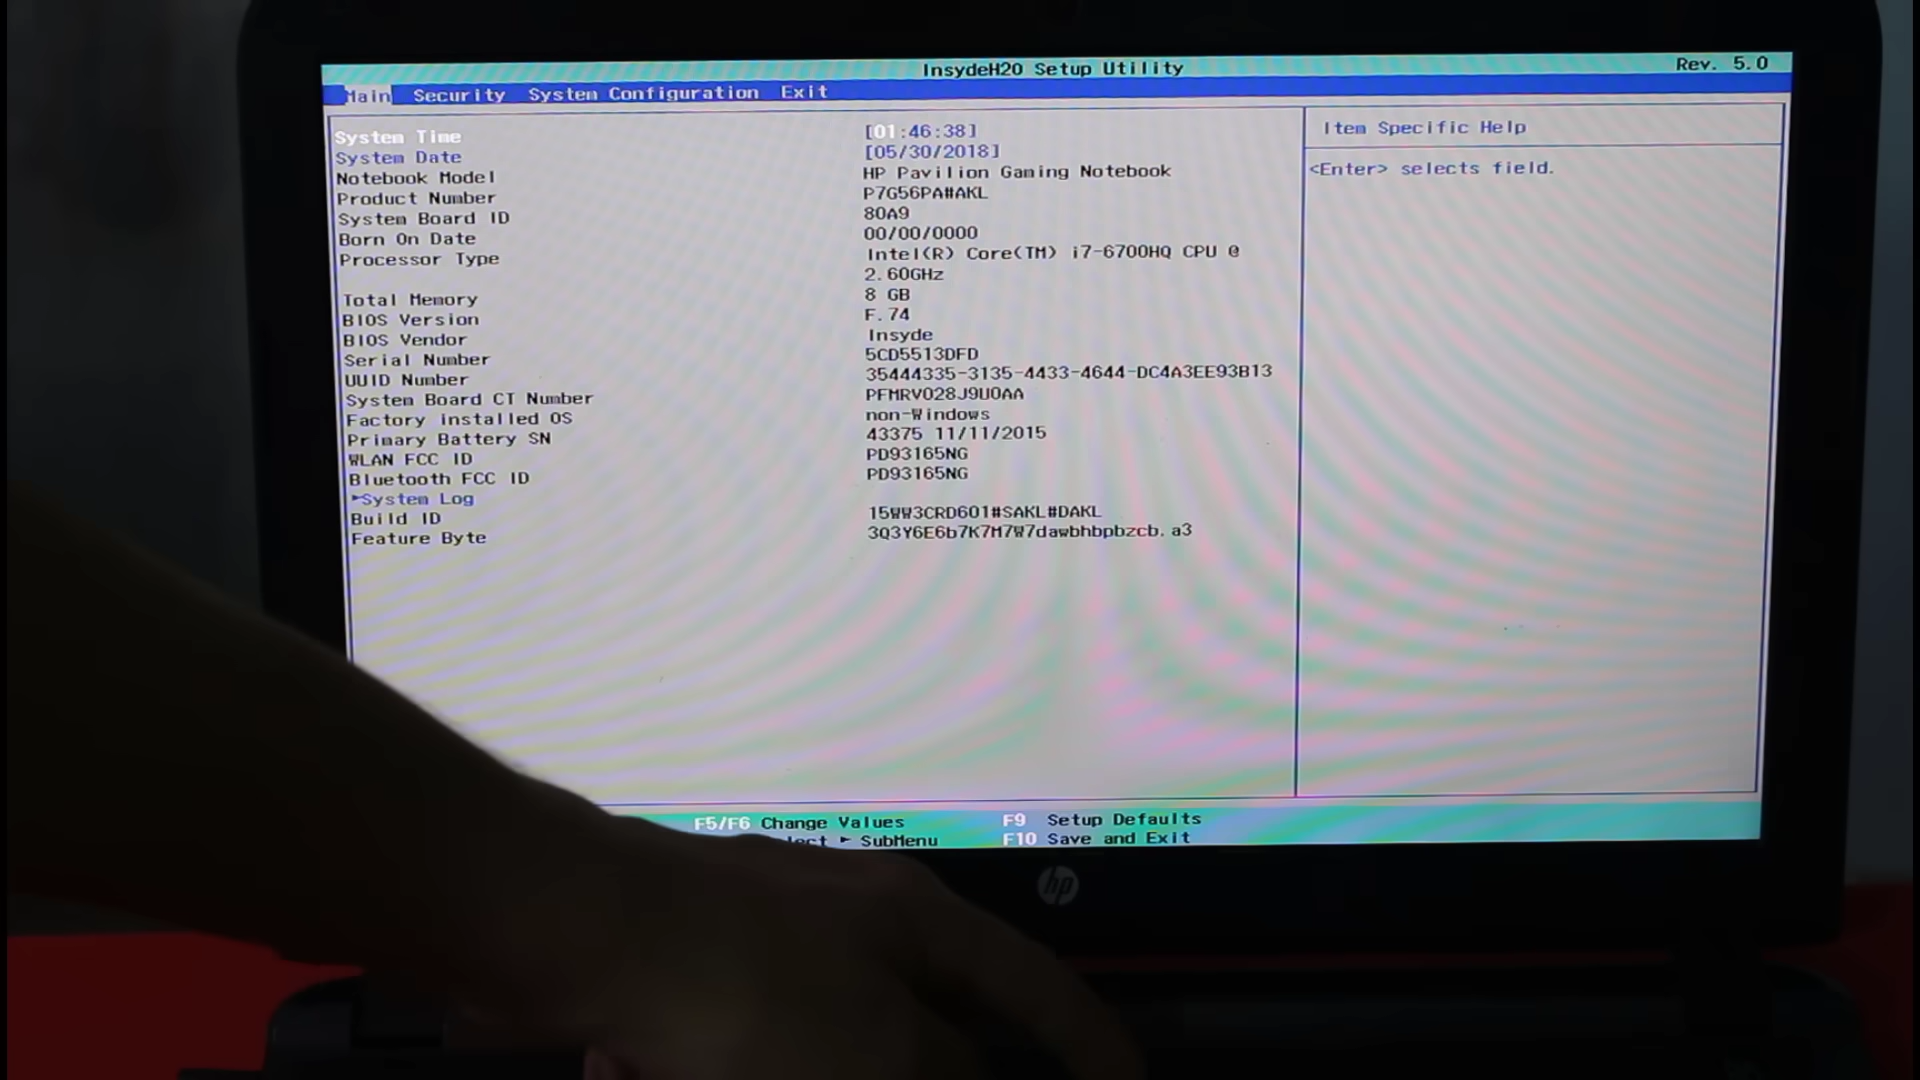 InsydeH20 Setup Utility Rev. 5.0
Main Security System Configuration Exit
System Time [01:46:38]
System Date [05/30/2018]
Notebook Model HP Pavilion Gaming Notebook
Product Number P7G56PA#AKL
System Board ID 80A9
Born On Date 00/00/0000
Processor Type Intel(R) Core(TM) i7-6700HQ CPU @
2.60GHz
Total Memory 8 GB
BIOS Version F.74
BIOS Vendor Insyde
Serial Number 5CD5513DFD
UUID Number 35444335-3135-4433-4644-DC4A3EE93B13
System Board CT Number PFMRV028J9U0AA
Factory installed OS non-Windows
Primary Battery SN 43375 11/11/2015
WLAN FCC ID PD93165NG
Bluetooth FCC ID PD93165NG
►System Log
Build ID 15WW3CRD601#SAKL#DAKL
Feature Byte 3Q3Y6E6b7K7M7W7dawbhbpbzcb.a3
Item Specific Help
<Enter> selects field.
F5/F6 Change Values F9 Setup Defaults
► SubMenu F10 Save and Exit
hp